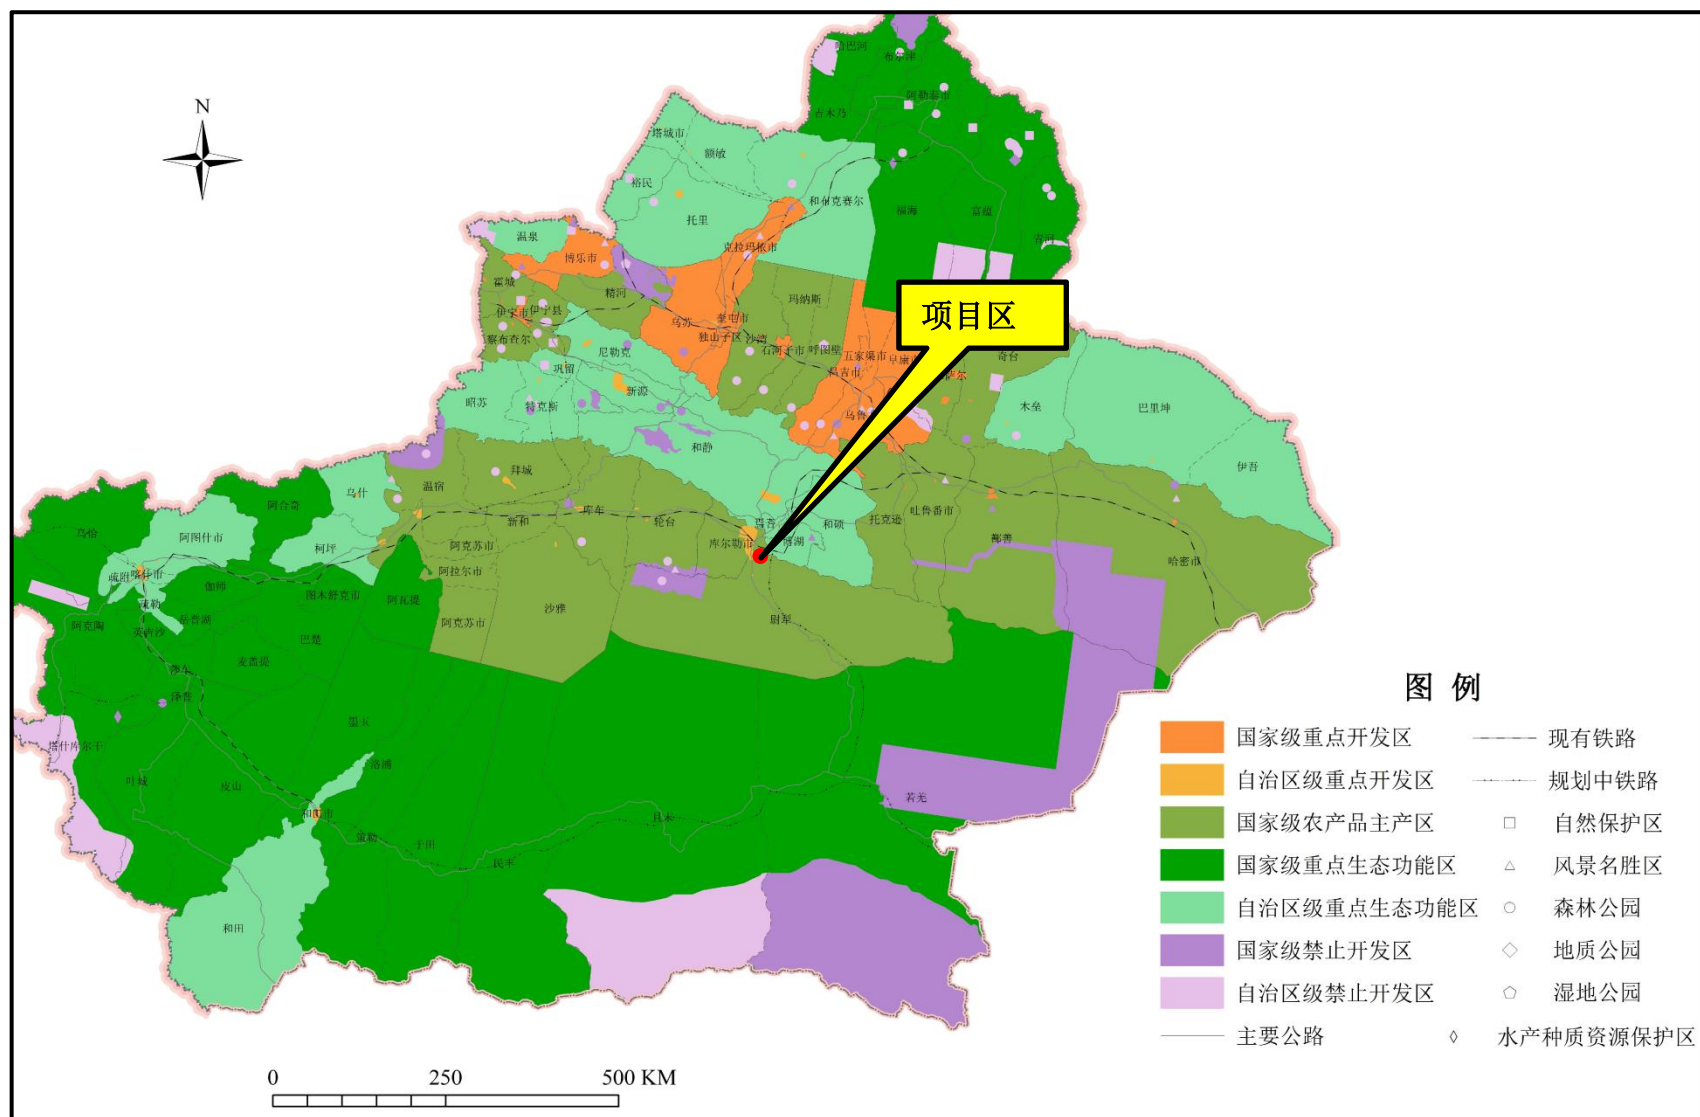 N
哈巴河
布尔津
阿勒泰市
吉木乃
塔城市
额敏
裕民
和布克赛尔
托里
福海
富蕴
青河
温泉
克拉玛依市
博乐市
霍城
精河
玛纳斯
项目区
伊宁市
伊宁县
乌苏
奎屯市
独山子区
沙湾
石河子市
呼图壁
五家渠市
阜康市
奇台
察布查尔
尼勒克
昌吉市
巩留
新源
萨尔
昭苏
特克斯
乌鲁
木垒
巴里坤
和静
伊吾
拜城
温宿
乌什
阿合奇
新和
库车
轮台
焉耆
和硕
托克逊
吐鲁番市
乌恰
阿图什市
柯坪
阿克苏市
库尔勒市
博湖
鄯善
哈密市
喀什市
疏附
阿拉尔市
伽师
图木舒克市
阿瓦提
疏勒
沙雅
岳普湖
阿克陶
英吉沙
巴楚
阿克苏市
尉犁
麦盖提
莎车
泽普
墨玉
塔什库尔干
洛浦
叶城
皮山
若羌
和田市
且末
策勒
于田
民丰
和田
图 例
国家级重点开发区
现有铁路
自治区级重点开发区
规划中铁路
国家级农产品主产区
自然保护区
国家级重点生态功能区
风景名胜区
自治区级重点生态功能区
森林公园
国家级禁止开发区
地质公园
自治区级禁止开发区
湿地公园
主要公路
水产种质资源保护区
0 250 500 KM